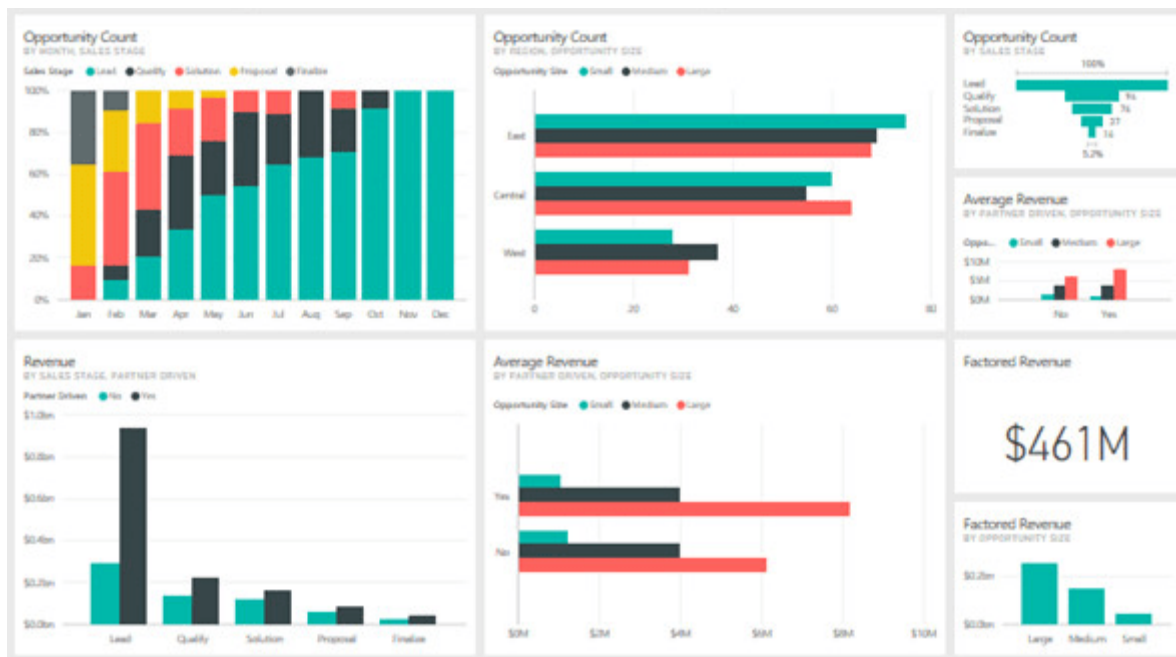 Opportunity Count
BY MONTH, SALES STAGE
Sales Stage Lead Qualify Solution Proposal Finalize
100%
80%
60%
40%
20%
0%
Jan Feb Mar Apr May Jun Jul Aug Sep Oct Nov Dec
Opportunity Count
BY REGION, OPPORTUNITY SIZE
Opportunity Size Small Medium Large
East
Central
West
0 20 40 60 80
Opportunity Count
BY SALES STAGE
100%
Lead
Qualify 94
Solution 76
Proposal 37
Finalize 14
5.2%
Average Revenue
BY PARTNER DRIVEN, OPPORTUNITY SIZE
Oppo... Small Medium Large
$10M
$5M
$0M
No Yes
Revenue
BY SALES STAGE, PARTNER DRIVEN
Partner Driven No Yes
$1.0bn
$0.8bn
$0.6bn
$0.4bn
$0.2bn
$0.0bn
Lead Qualify Solution Proposal Finalize
Average Revenue
BY PARTNER DRIVEN, OPPORTUNITY SIZE
Opportunity Size Small Medium Large
Yes
No
$0M $2M $4M $6M $8M $10M
Factored Revenue
$461M
Factored Revenue
BY OPPORTUNITY SIZE
$0.2bn
$0.0bn
Large Medium Small